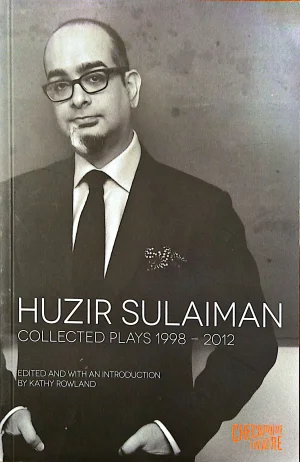 HUZIR SULAIMAN
COLLECTED PLAYS 1998 – 2012
EDITED AND WITH AN INTRODUCTION
BY KATHY ROWLAND